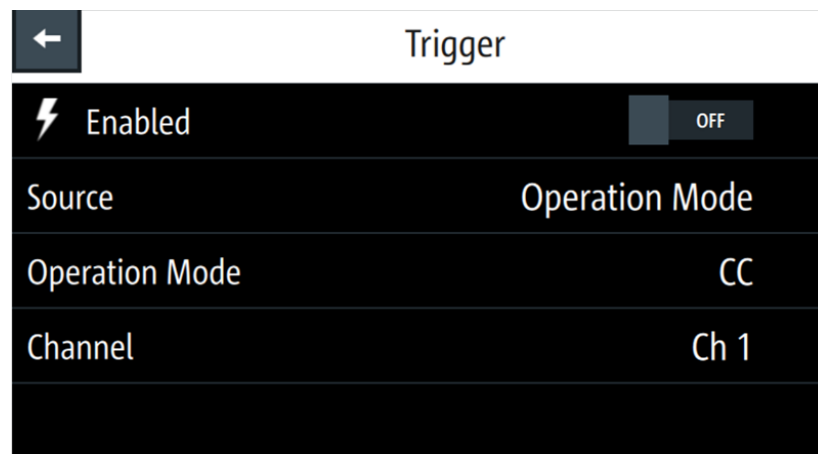 Trigger
Enabled OFF
Source Operation Mode
Operation Mode CC
Channel Ch 1